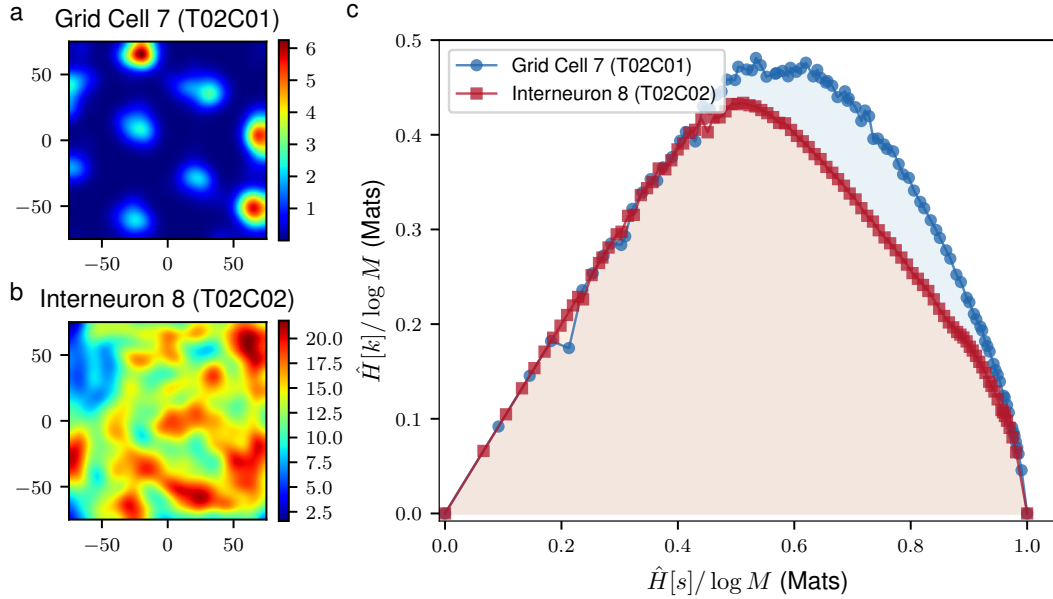 a
Grid Cell 7 (T02C01)
50
0
−50
−50 0 50
6
5
4
3
2
1
b
Interneuron 8 (T02C02)
50
0
−50
−50 0 50
20.0
17.5
15.0
12.5
10.0
7.5
5.0
2.5
c
Grid Cell 7 (T02C01)
Interneuron 8 (T02C02)
0.5
0.4
0.3
0.2
0.1
0.0
0.0 0.2 0.4 0.6 0.8 1.0
Ĥ[k]/ log M (Mats)
Ĥ[s]/ log M (Mats)